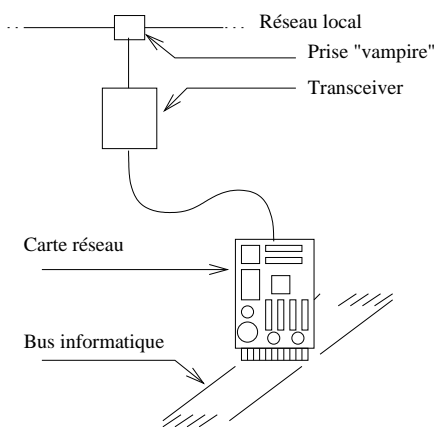 Réseau local
Prise "vampire"
Transceiver
Carte réseau
Bus informatique